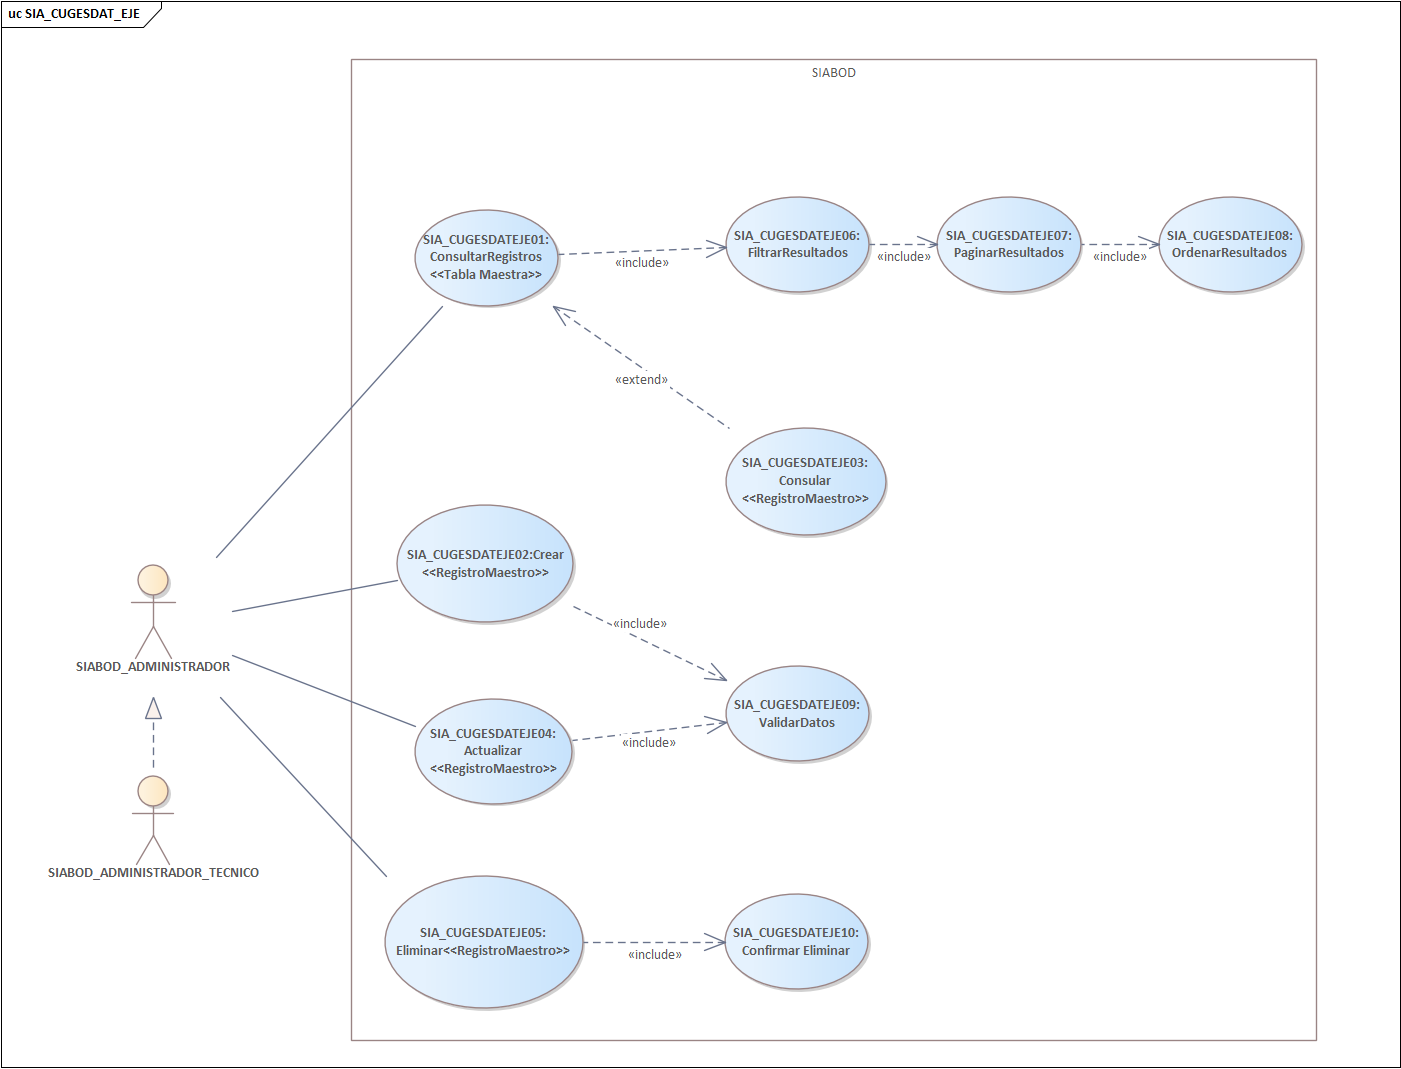 uc SIA_CUGESDAT_EJE
SIABOD
SIA_CUGESDATEJE01:
ConsultarRegistros
<<Tabla Maestra>>
«include»
SIA_CUGESDATEJE06:
FiltrarResultados
«include»
SIA_CUGESDATEJE07:
PaginarResultados
«include»
SIA_CUGESDATEJE08:
OrdenarResultados
«extend»
SIA_CUGESDATEJE03:
Consular
<<RegistroMaestro>>
SIA_CUGESDATEJE02:Crear
<<RegistroMaestro>>
«include»
SIABOD_ADMINISTRADOR
SIA_CUGESDATEJE04:
Actualizar
<<RegistroMaestro>>
«include»
SIA_CUGESDATEJE09:
ValidarDatos
SIABOD_ADMINISTRADOR_TECNICO
SIA_CUGESDATEJE05:
Eliminar<<RegistroMaestro>>
«include»
SIA_CUGESDATEJE10:
Confirmar Eliminar